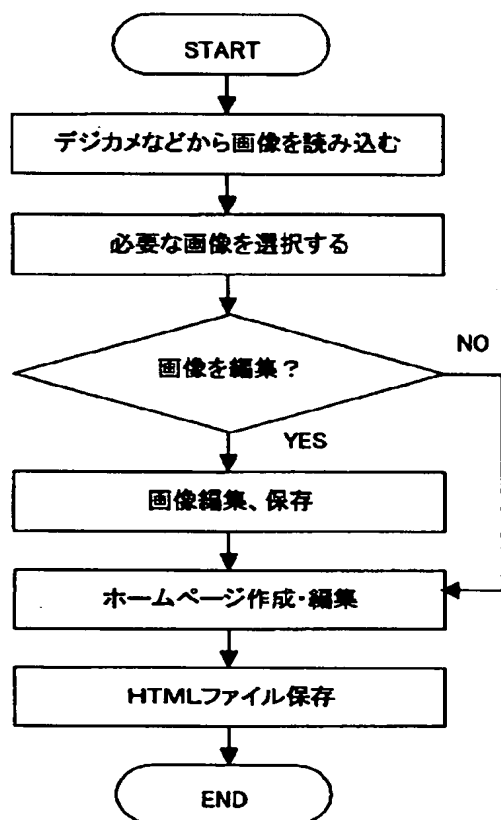 START
デジカメなどから画像を読み込む
必要な画像を選択する
画像を編集？
NO
YES
画像編集、保存
ホームページ作成・編集
HTMLファイル保存
END